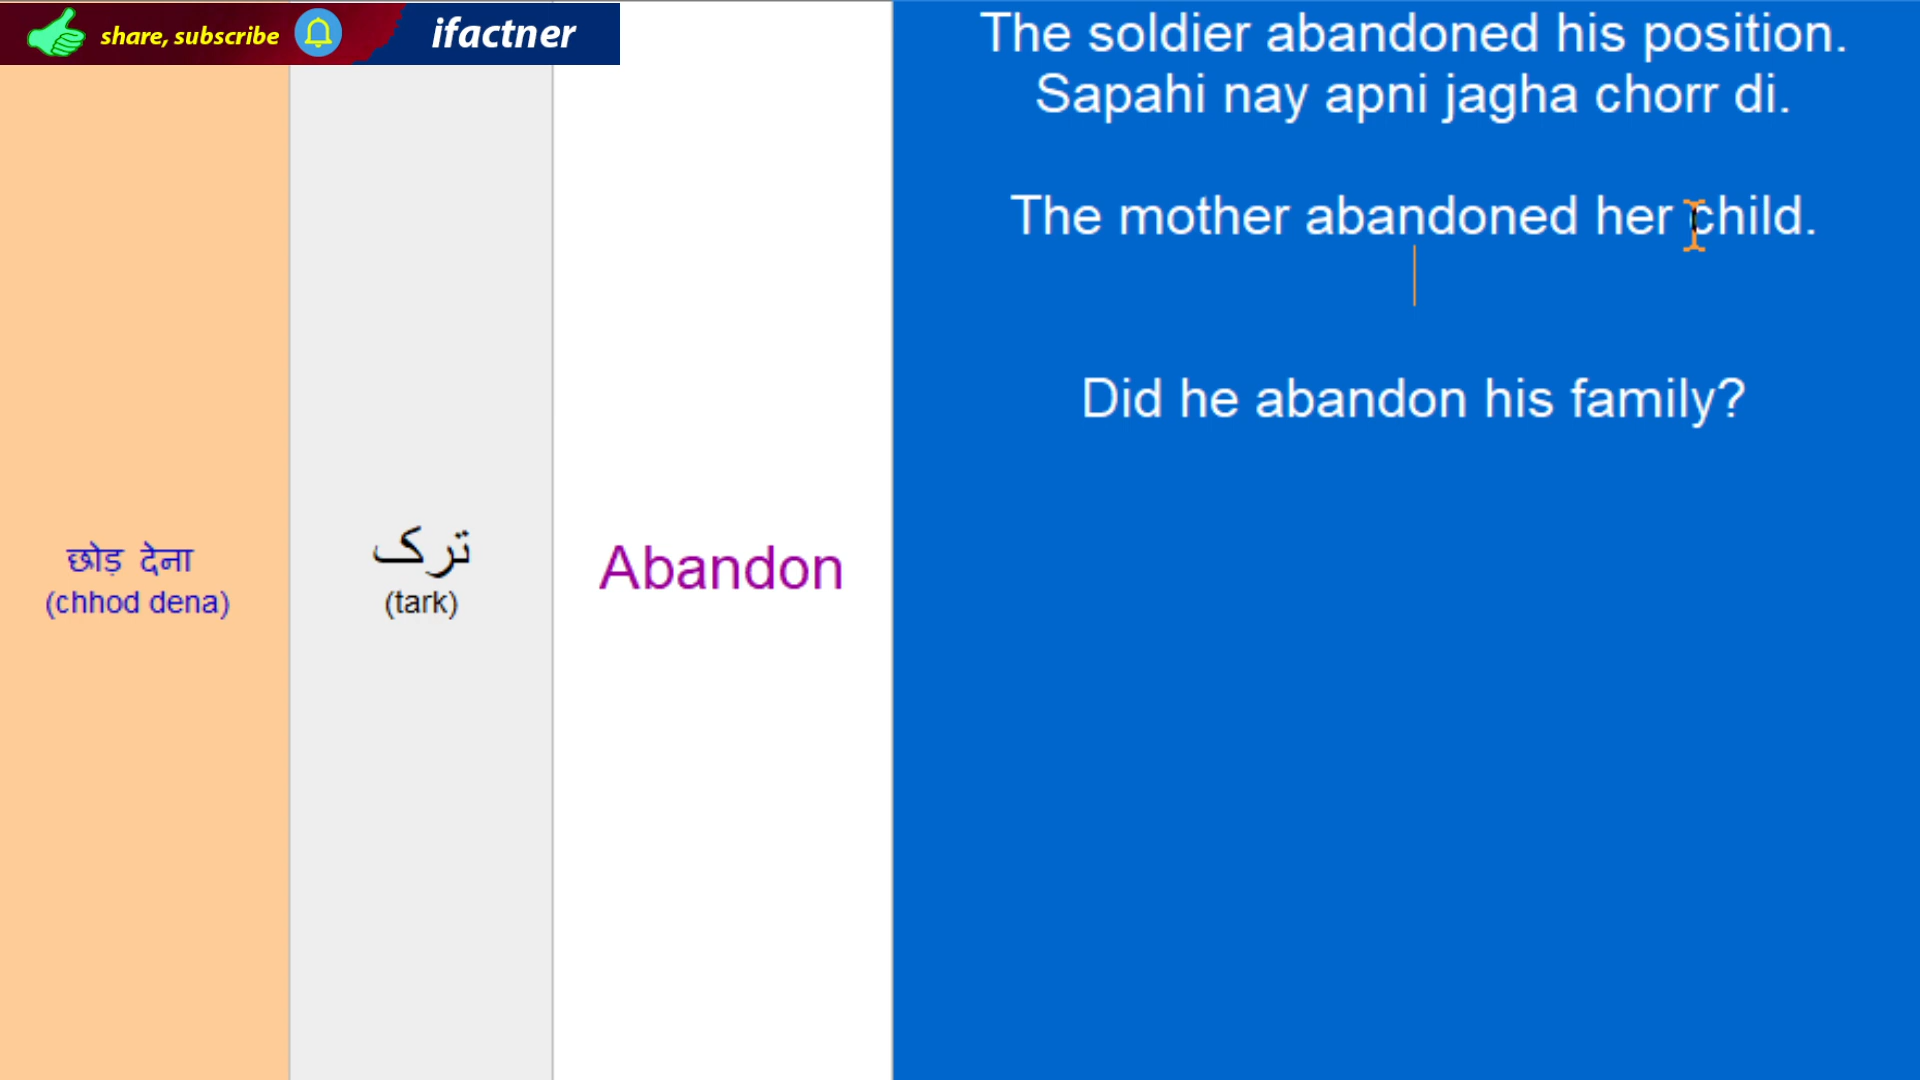 share, subscribe
ifactner
The soldier abandoned his position.
Sapahi nay apni jagha chorr di.
The mother abandoned her child.
Did he abandon his family?
छोड़ देना
(chhod dena)
ترک
(tark)
Abandon